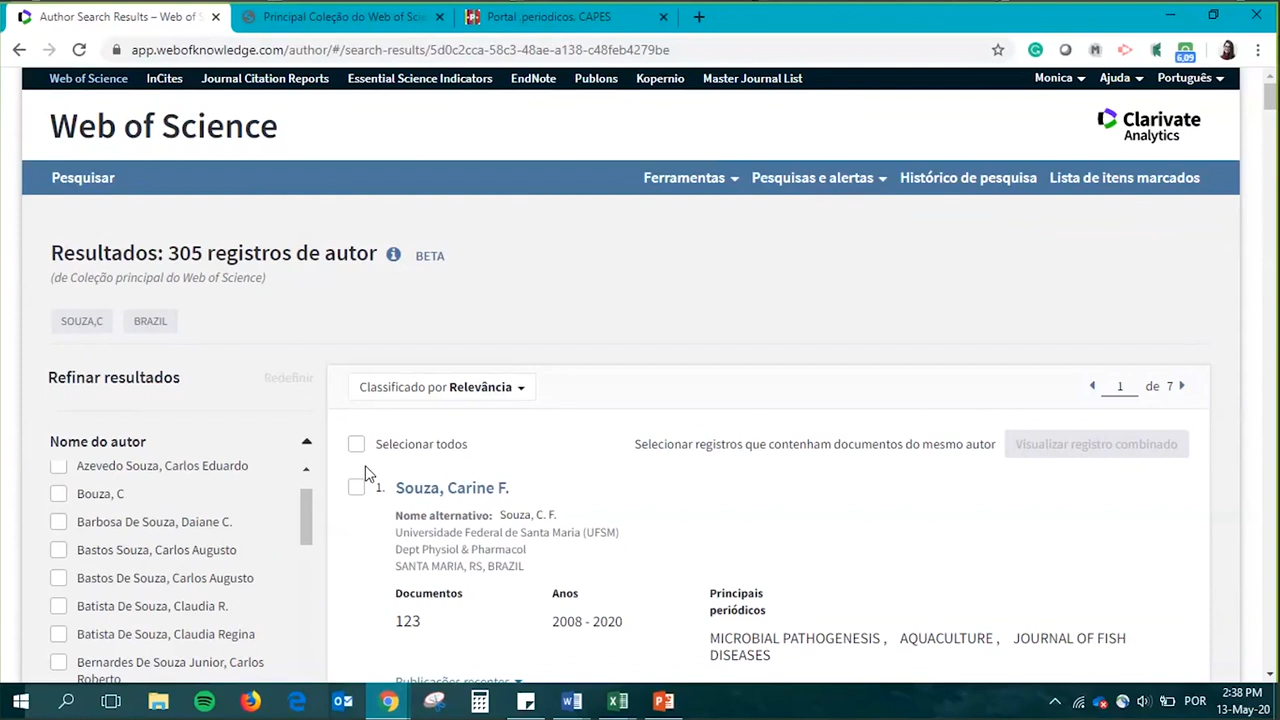 Author Search Results – Web of S
Principal Coleção do Web of Scie
Portal .periodicos. CAPES
app.webofknowledge.com/author/#/search-results/5d0c2cca-58c3-48ae-a138-c48feb4279be
6,09
Web of Science InCites Journal Citation Reports Essential Science Indicators EndNote Publons Kopernio Master Journal List Monica Ajuda Português
Web of Science
Clarivate
Analytics
Pesquisar Ferramentas Pesquisas e alertas Histórico de pesquisa Lista de itens marcados
Resultados: 305 registros de autor BETA
(de Coleção principal do Web of Science)
SOUZA,C BRAZIL
Refinar resultados Redefinir
Classificado por Relevância
1 de 7
Nome do autor
Selecionar todos
Selecionar registros que contenham documentos do mesmo autor
Visualizar registro combinado
Azevedo Souza, Carlos Eduardo
Bouza, C
Barbosa De Souza, Daiane C.
Bastos Souza, Carlos Augusto
Bastos De Souza, Carlos Augusto
Batista De Souza, Claudia R.
Batista De Souza, Claudia Regina
Bernardes De Souza Junior, Carlos
Roberto
1. Souza, Carine F.
Nome alternativo: Souza, C. F.
Universidade Federal de Santa Maria (UFSM)
Dept Physiol & Pharmacol
SANTA MARIA, RS, BRAZIL
Documentos
123
Anos
2008 - 2020
Principais
periódicos
MICROBIAL PATHOGENESIS , AQUACULTURE , JOURNAL OF FISH
DISEASES
Publicações recentes
POR
2:38 PM
13-May-20